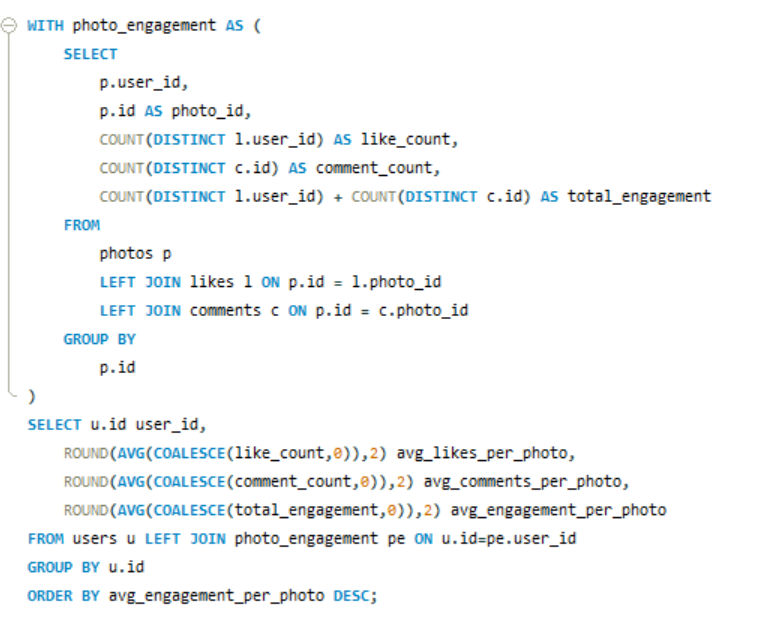 WITH photo_engagement AS (
SELECT
p.user_id,
p.id AS photo_id,
COUNT(DISTINCT l.user_id) AS like_count,
COUNT(DISTINCT c.id) AS comment_count,
COUNT(DISTINCT l.user_id) + COUNT(DISTINCT c.id) AS total_engagement
FROM
photos p
LEFT JOIN likes l ON p.id = l.photo_id
LEFT JOIN comments c ON p.id = c.photo_id
GROUP BY
p.id
)
SELECT u.id user_id,
ROUND(AVG(COALESCE(like_count,0)),2) avg_likes_per_photo,
ROUND(AVG(COALESCE(comment_count,0)),2) avg_comments_per_photo,
ROUND(AVG(COALESCE(total_engagement,0)),2) avg_engagement_per_photo
FROM users u LEFT JOIN photo_engagement pe ON u.id=pe.user_id
GROUP BY u.id
ORDER BY avg_engagement_per_photo DESC;